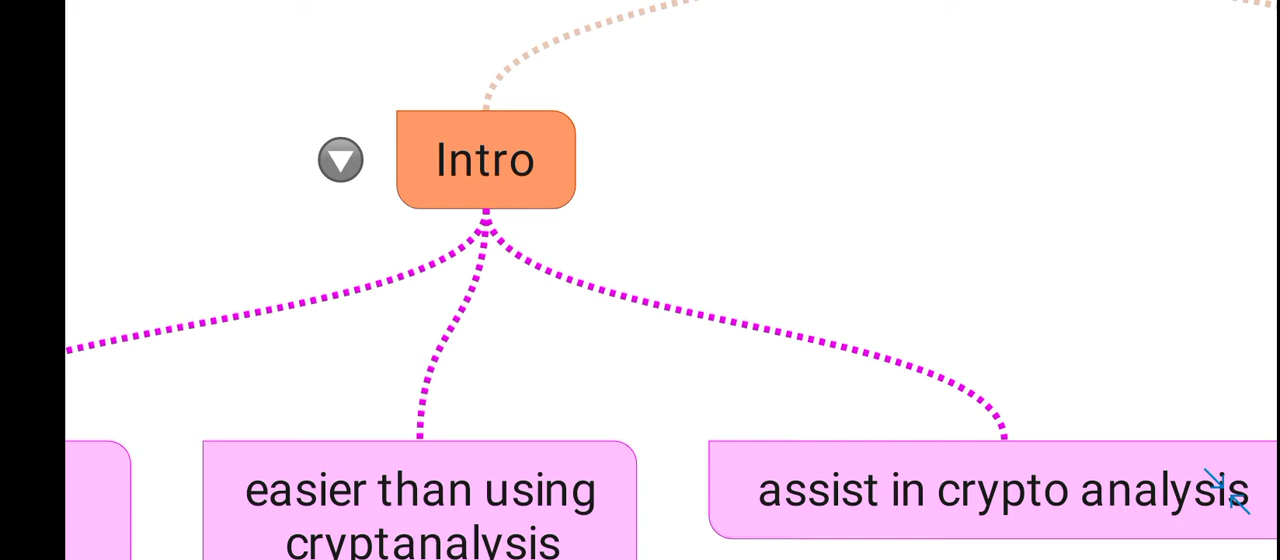 Intro
easier than using
cryptanalysis
assist in crypto analysis